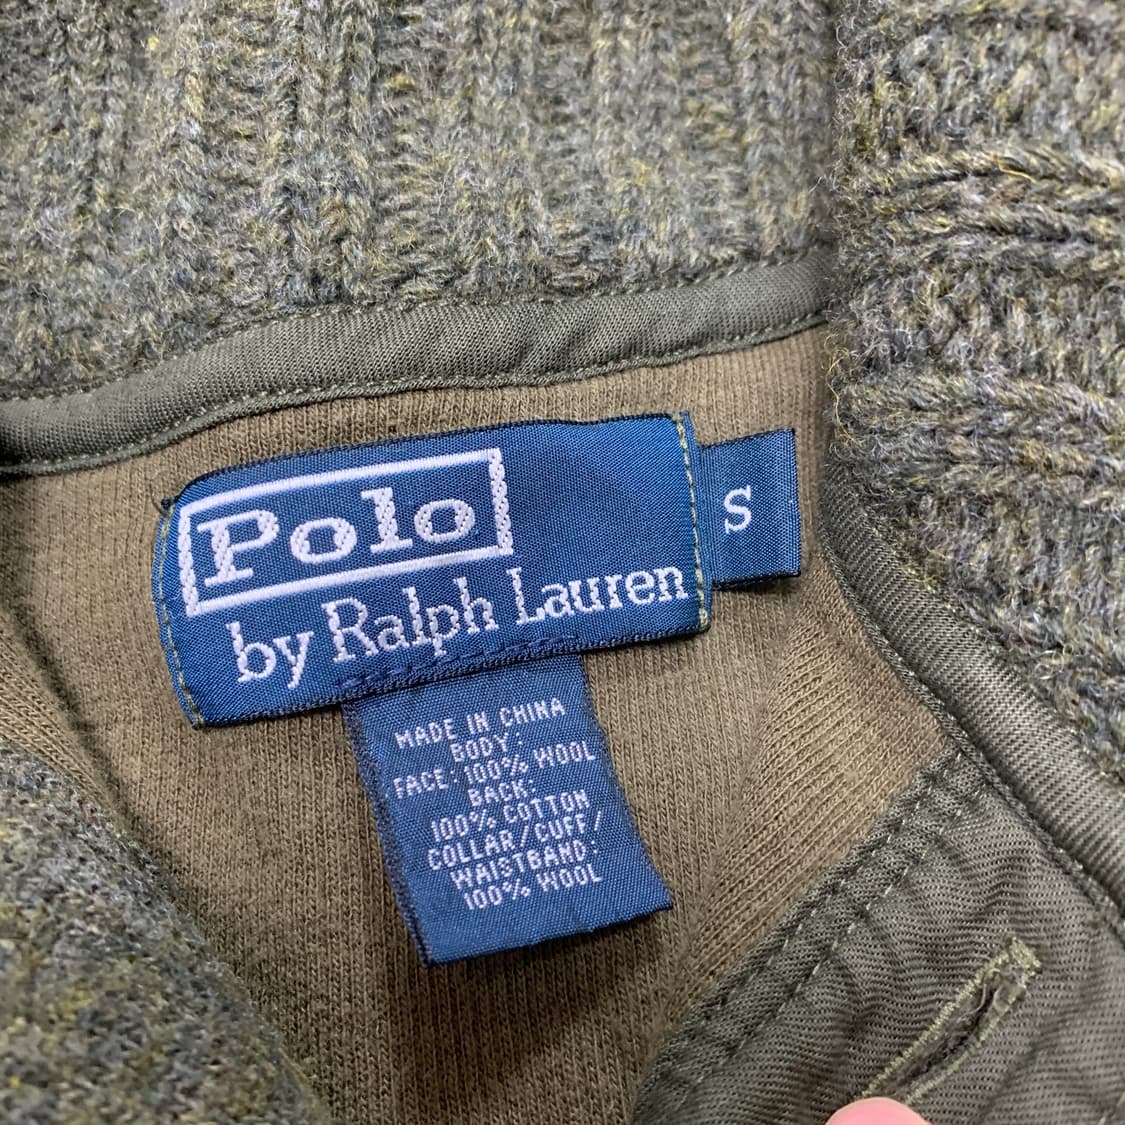 Polo
by Ralph Lauren
S
MADE IN CHINA
BODY:
FACE: 100% WOOL
BACK:
100% COTTON
COLLAR/CUFF/
WAISTBAND:
100% WOOL